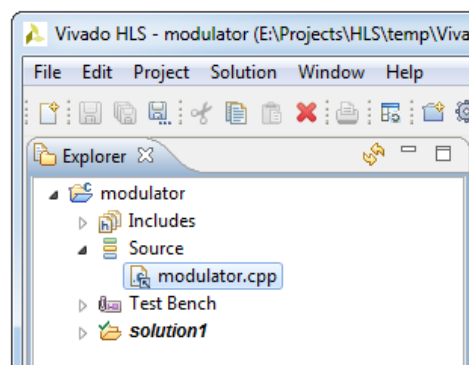 Vivado HLS - modulator (E:\Projects\HLS\temp\Viva
File Edit Project Solution Window Help
Explorer
modulator
Includes
Source
modulator.cpp
Test Bench
solution1